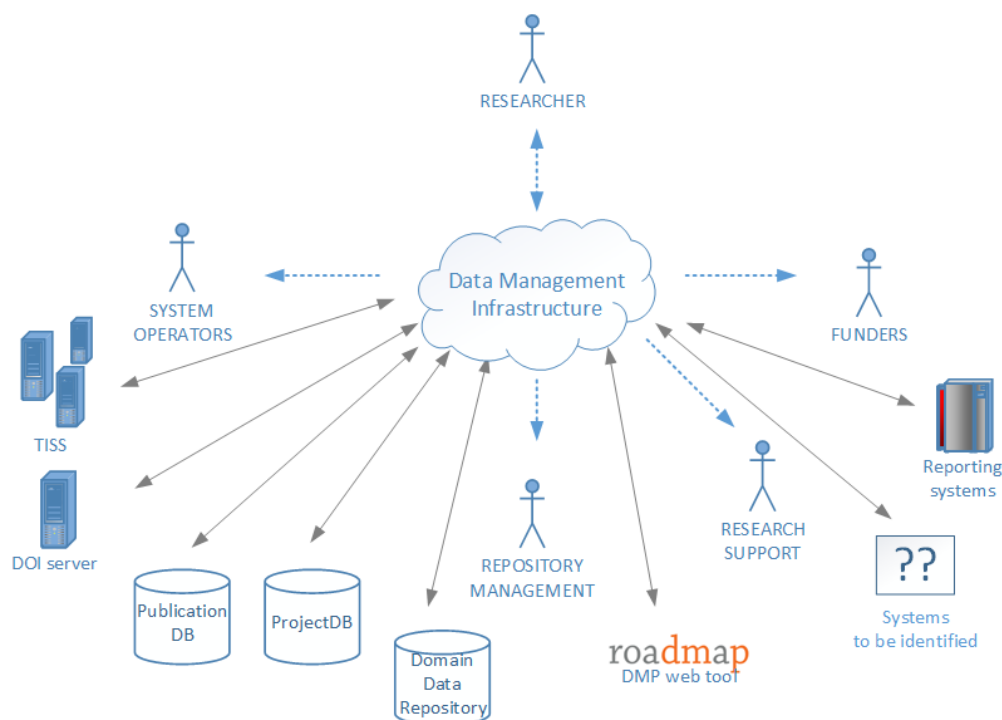 RESEARCHER
Data Management
Infrastructure
SYSTEM
OPERATORS
FUNDERS
TISS
Reporting
systems
DOI server
REPOSITORY
MANAGEMENT
RESEARCH
SUPPORT
??
Systems
to be identified
Publication
DB
ProjectDB
Domain
Data
Repository
roadmap
DMP web tool